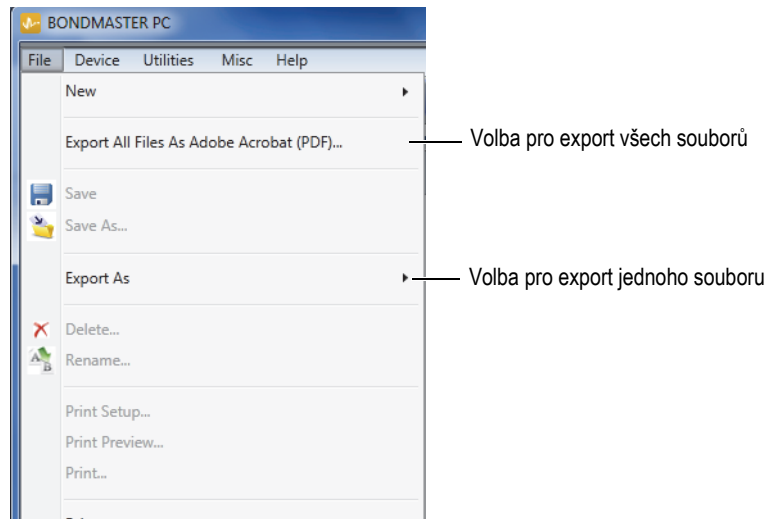 BONDMASTER PC
File Device Utilities Misc Help
New
Export All Files As Adobe Acrobat (PDF)...
Volba pro export všech souborů
Save
Save As...
Export As
Volba pro export jednoho souboru
Delete...
Rename...
Print Setup...
Print Preview...
Print...